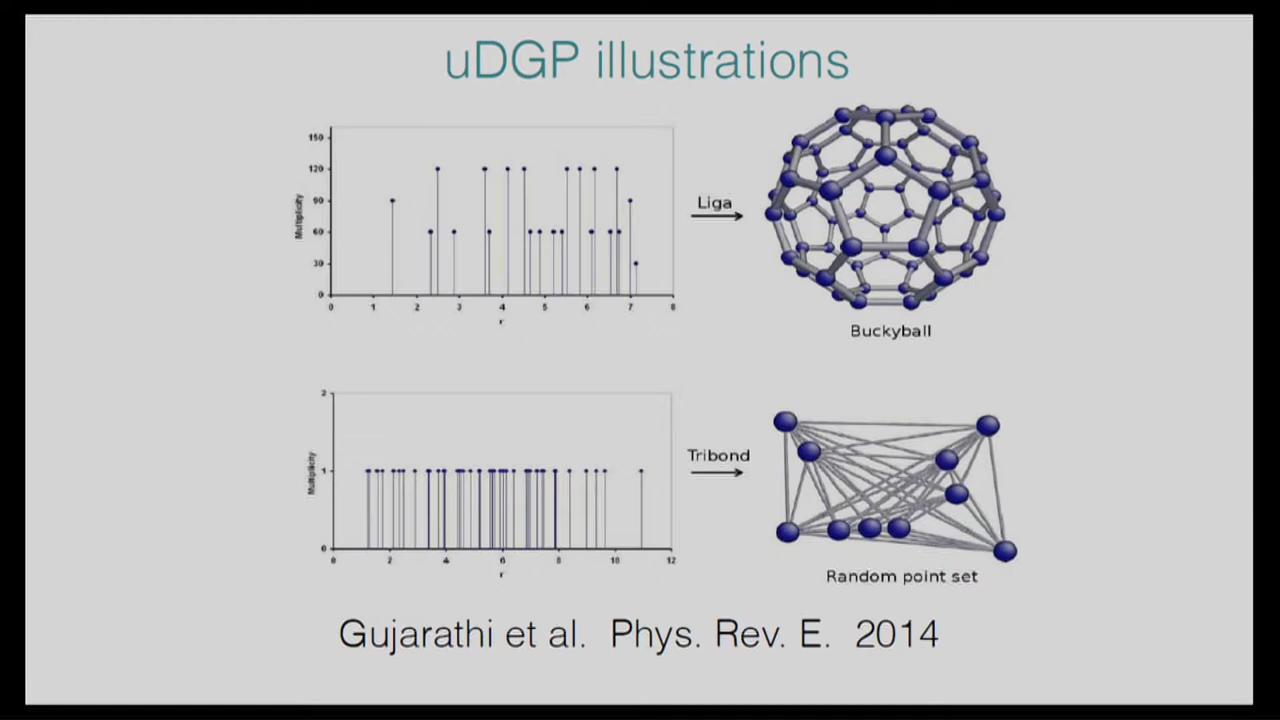 uDGP illustrations
150
120
90
60
30
0
Multiplicity
0 1 2 3 4 5 6 7 8
r
Liga
Buckyball
2
1
0
Multiplicity
0 2 4 6 8 10 12
r
Tribond
Random point set
Gujarathi et al. Phys. Rev. E. 2014